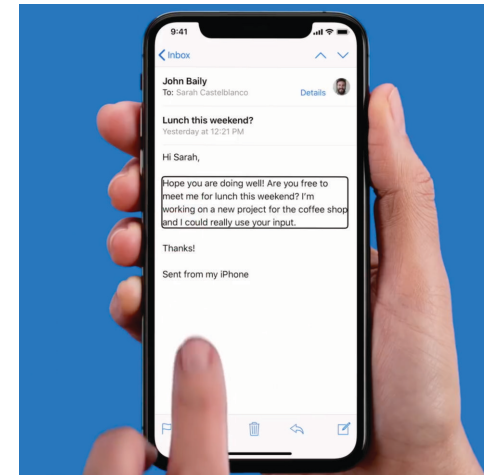 9:41
Inbox
John Baily
To: Sarah Castelblanco
Details
Lunch this weekend?
Yesterday at 12:21 PM
Hi Sarah,
Hope you are doing well! Are you free to
meet me for lunch this weekend? I'm
working on a new project for the coffee shop
and I could really use your input.
Thanks!
Sent from my iPhone